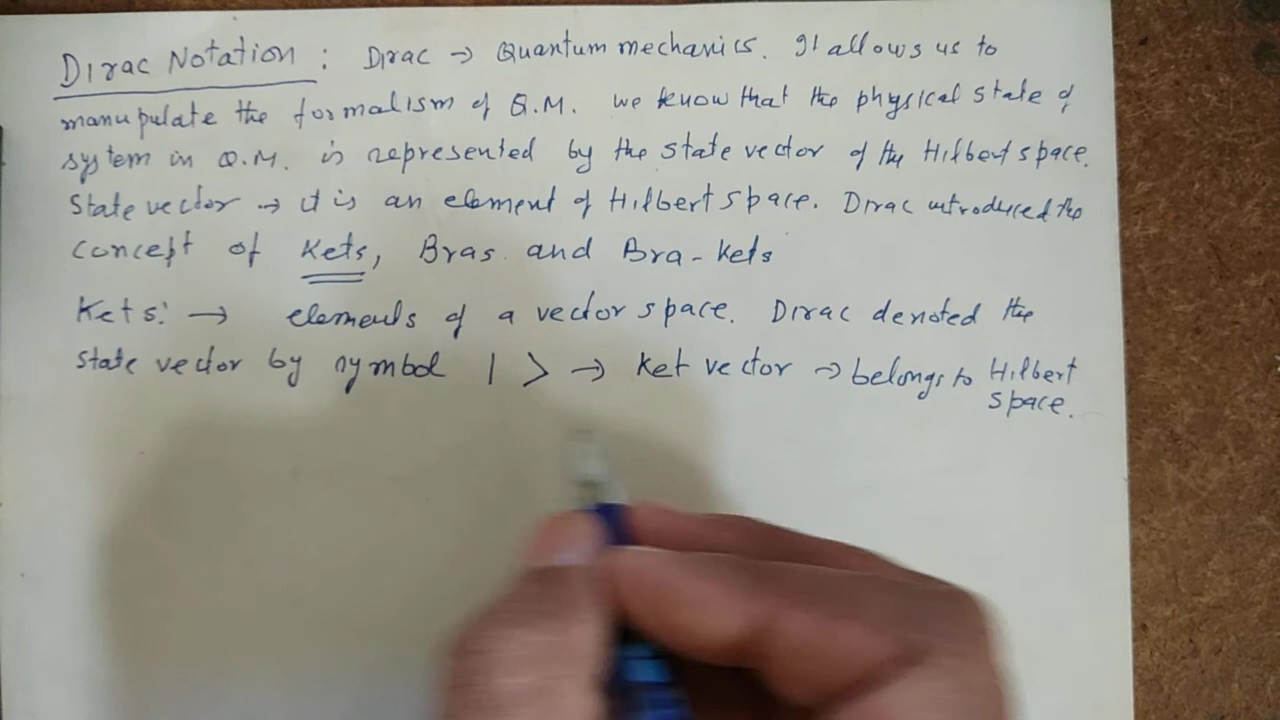 Dirac Notation : Dirac → Quantum mechanics. It allows us to
manupulate the formalism of Q.M. we know that the physical state of
system in Q.M. is represented by the state vector of the Hilbert space.
State vector → it is an element of Hilbert space. Dirac introduced the
concept of Kets, Bras and Bra-Kets
Kets: → elements of a vector space. Dirac denoted the
state vector by symbol | > → Ket vector → belongs to Hilbert
space.